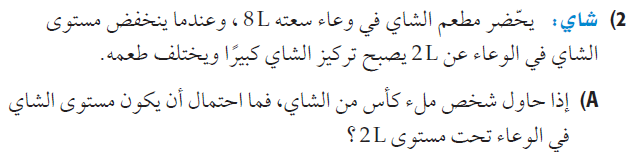 2) شاي: يحّضر مطعم الشاي في وعاء سعته 8L، وعندما ينخفض مستوى
الشاي في الوعاء عن 2L يصبح تركيز الشاي كبيرًا ويختلف طعمه.
A) إذا حاول شخص ملء كأس من الشاي، فما احتمال أن يكون مستوى الشاي
في الوعاء تحت مستوى 2L؟